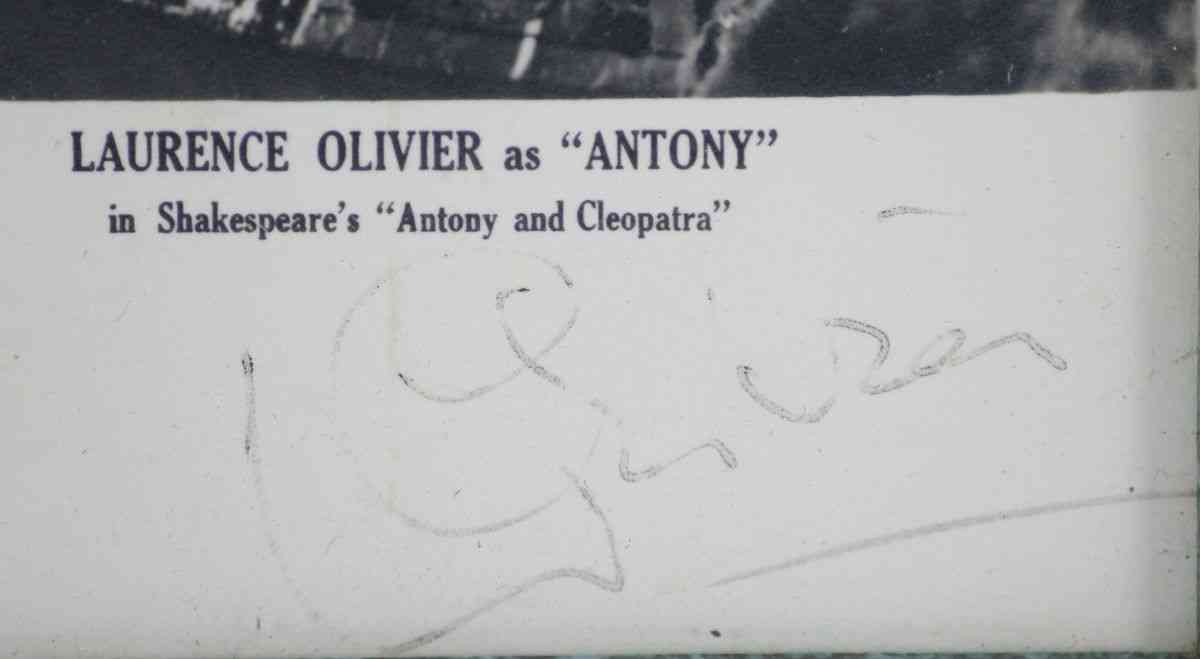 LAURENCE OLIVIER as “ANTONY”
in Shakespeare’s “Antony and Cleopatra”